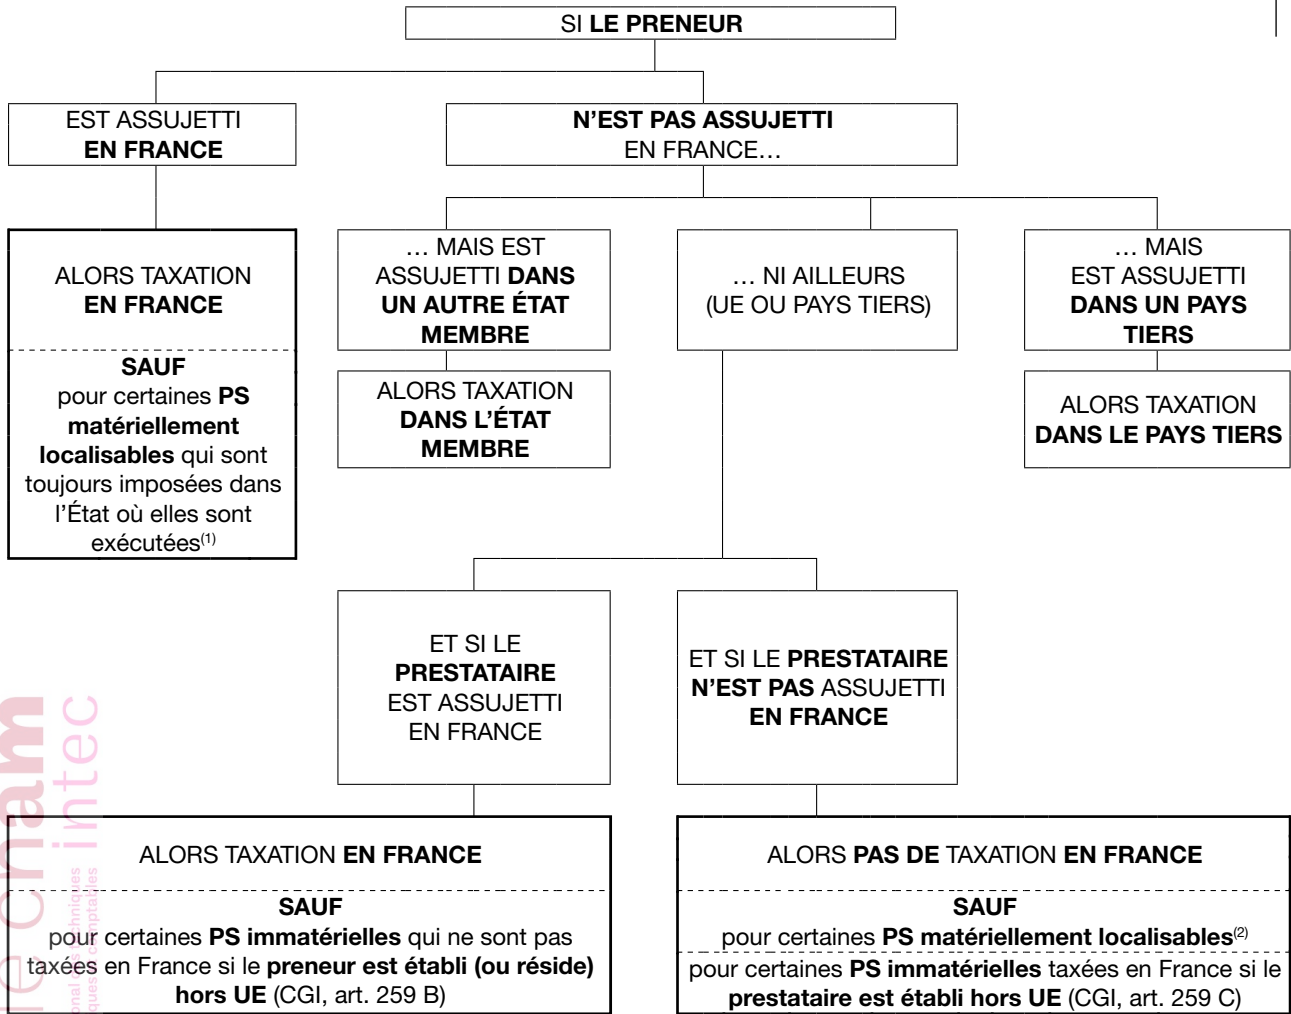 SI LE PRENEUR
EST ASSUJETTI
EN FRANCE
N'EST PAS ASSUJETTI
EN FRANCE…
ALORS TAXATION
EN FRANCE
SAUF
pour certaines PS
matériellement
localisables qui sont
toujours imposées dans
l'État où elles sont
exécutées(1)
… MAIS EST
ASSUJETTI DANS
UN AUTRE ÉTAT
MEMBRE
ALORS TAXATION
DANS L'ÉTAT
MEMBRE
… NI AILLEURS
(UE OU PAYS TIERS)
… MAIS
EST ASSUJETTI
DANS UN PAYS
TIERS
ALORS TAXATION
DANS LE PAYS TIERS
ET SI LE
PRESTATAIRE
EST ASSUJETTI
EN FRANCE
ET SI LE PRESTATAIRE
N'EST PAS ASSUJETTI
EN FRANCE
ALORS TAXATION EN FRANCE
SAUF
pour certaines PS immatérielles qui ne sont pas
taxées en France si le preneur est établi (ou réside)
hors UE (CGI, art. 259 B)
ALORS PAS DE TAXATION EN FRANCE
SAUF
pour certaines PS matériellement localisables(2)
pour certaines PS immatérielles taxées en France si le
prestataire est établi hors UE (CGI, art. 259 C)
le cnam
intec